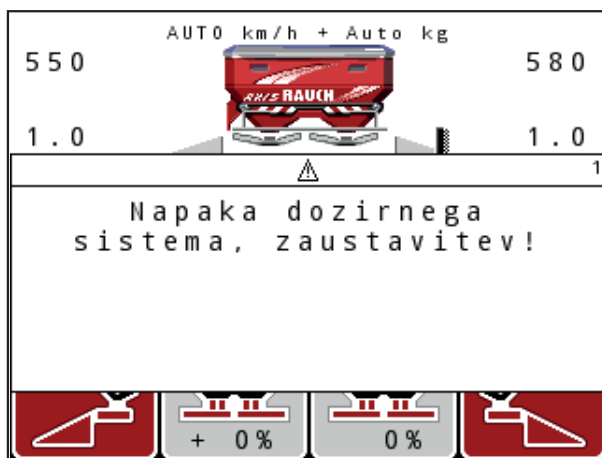 AUTO km/h + Auto kg
550
580
AXIS RAUCH
1.0
1.0
1
Napaka dozirnega
sistema, zaustavitev!
+ 0%
0%